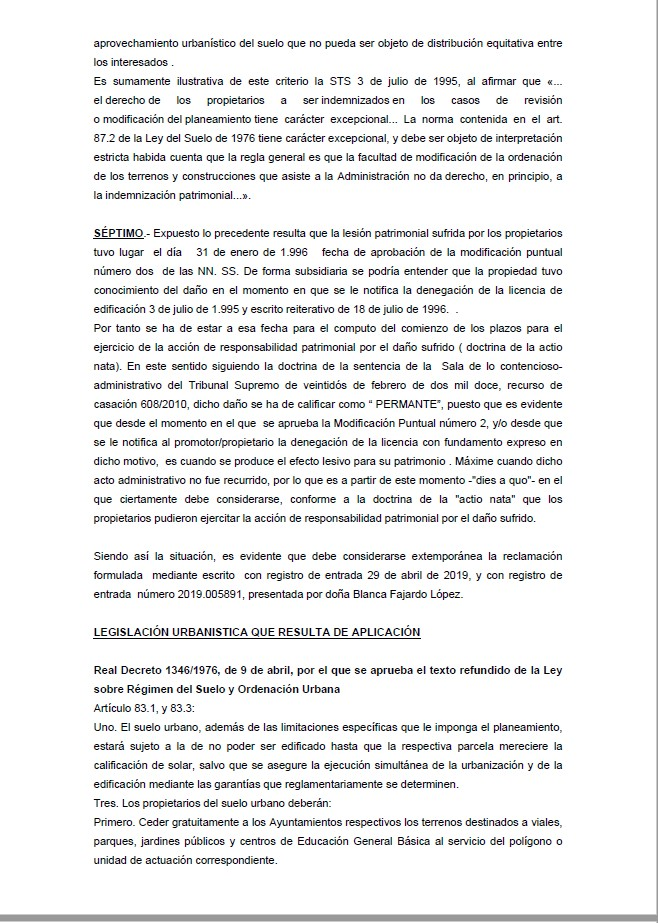 aprovechamiento urbanístico del suelo que no pueda ser objeto de distribución equitativa entre
los interesados .
Es sumamente ilustrativa de este criterio la STS 3 de julio de 1995, al afirmar que «...
el derecho de los propietarios a ser indemnizados en los casos de revisión
o modificación del planeamiento tiene carácter excepcional... La norma contenida en el art.
87.2 de la Ley del Suelo de 1976 tiene carácter excepcional, y debe ser objeto de interpretación
estricta habida cuenta que la regla general es que la facultad de modificación de la ordenación
de los terrenos y construcciones que asiste a la Administración no da derecho, en principio, a
la indemnización patrimonial...».
SÉPTIMO.- Expuesto lo precedente resulta que la lesión patrimonial sufrida por los propietarios
tuvo lugar el día 31 de enero de 1.996 fecha de aprobación de la modificación puntual
número dos de las NN. SS. De forma subsidiaria se podría entender que la propiedad tuvo
conocimiento del daño en el momento en que se le notifica la denegación de la licencia de
edificación 3 de julio de 1.995 y escrito reiterativo de 18 de julio de 1996. .
Por tanto se ha de estar a esa fecha para el computo del comienzo de los plazos para el
ejercicio de la acción de responsabilidad patrimonial por el daño sufrido ( doctrina de la actio
nata). En este sentido siguiendo la doctrina de la sentencia de la Sala de lo contencioso-
administrativo del Tribunal Supremo de veintidós de febrero de dos mil doce, recurso de
casación 608/2010, dicho daño se ha de calificar como “ PERMANTE”, puesto que es evidente
que desde el momento en el que se aprueba la Modificación Puntual número 2, y/o desde que
se le notifica al promotor/propietario la denegación de la licencia con fundamento expreso en
dicho motivo, es cuando se produce el efecto lesivo para su patrimonio . Máxime cuando dicho
acto administrativo no fue recurrido, por lo que es a partir de este momento -"dies a quo"- en el
que ciertamente debe considerarse, conforme a la doctrina de la "actio nata" que los
propietarios pudieron ejercitar la acción de responsabilidad patrimonial por el daño sufrido.
Siendo así la situación, es evidente que debe considerarse extemporánea la reclamación
formulada mediante escrito con registro de entrada 29 de abril de 2019, y con registro de
entrada número 2019.005891, presentada por doña Blanca Fajardo López.
LEGISLACIÓN URBANISTICA QUE RESULTA DE APLICACIÓN
Real Decreto 1346/1976, de 9 de abril, por el que se aprueba el texto refundido de la Ley
sobre Régimen del Suelo y Ordenación Urbana
Artículo 83.1, y 83.3:
Uno. El suelo urbano, además de las limitaciones específicas que le imponga el planeamiento,
estará sujeto a la de no poder ser edificado hasta que la respectiva parcela mereciere la
calificación de solar, salvo que se asegure la ejecución simultánea de la urbanización y de la
edificación mediante las garantías que reglamentariamente se determinen.
Tres. Los propietarios del suelo urbano deberán:
Primero. Ceder gratuitamente a los Ayuntamientos respectivos los terrenos destinados a viales,
parques, jardines públicos y centros de Educación General Básica al servicio del polígono o
unidad de actuación correspondiente.